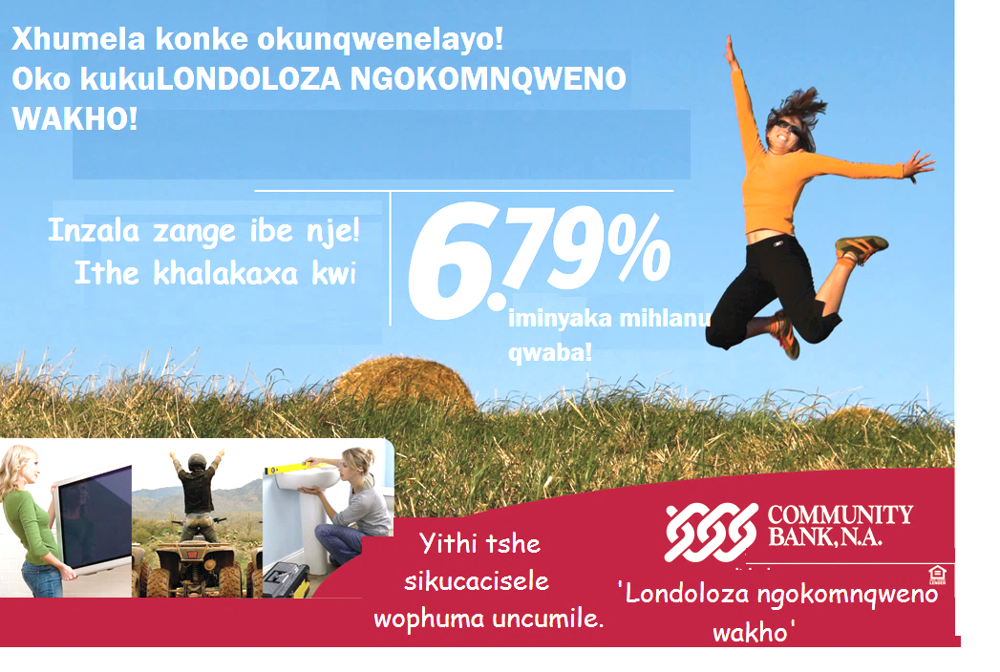 Xhumela konke okunqwenelayo!
Oko kukuLONDOLOZA NGOKOMNQWENO
WAKHO!
Inzala zange ibe nje!
Ithe khalakaxa kwi
6.79%
iminyaka mihlanu
qwaba!
Yithi tshe
sikucacisele
wophuma uncumile.
COMMUNITY
BANK, N.A.
LENDER
'Londoloza ngokomnqweno
wakho'